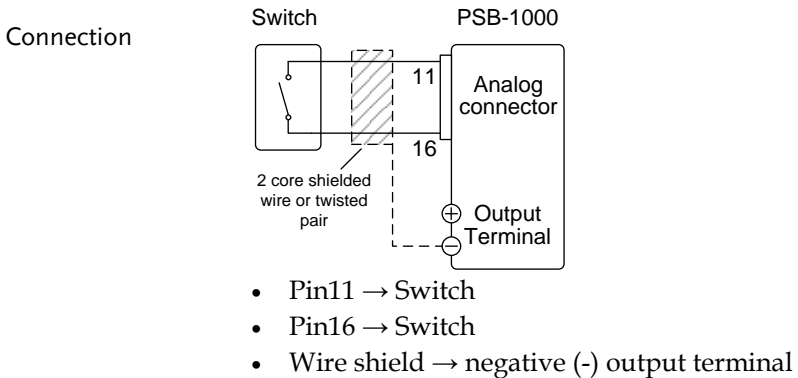 Connection
Switch
PSB-1000
11
Analog
connector
16
2 core shielded
wire or twisted
pair
+
Output
Terminal
-
• Pin11 → Switch
• Pin16 → Switch
• Wire shield → negative (-) output terminal